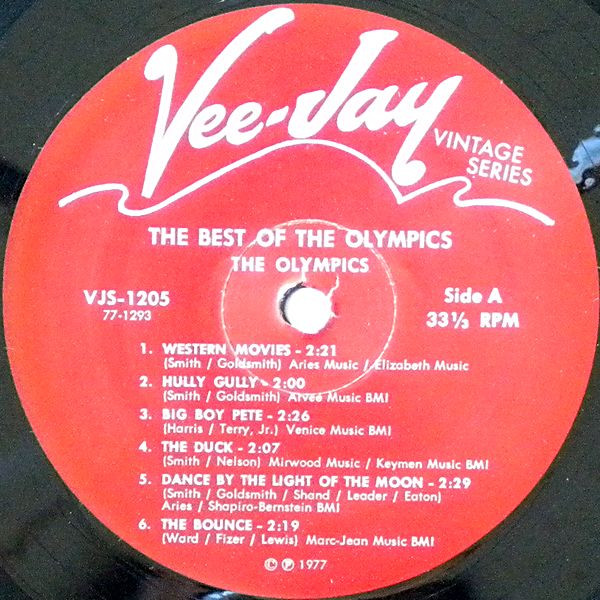 Vee-Jay
VINTAGE
SERIES
THE BEST OF THE OLYMPICS
THE OLYMPICS
VJS-1205
77-1293
Side A
33⅓ RPM
1. WESTERN MOVIES - 2:21
(Smith / Goldsmith) Aries Music / Elizabeth Music
2. HULLY GULLY - 2:00
(Smith / Goldsmith) Arvee Music BMI
3. BIG BOY PETE - 2:26
(Harris / Terry, Jr.) Venice Music BMI
4. THE DUCK - 2:07
(Smith / Nelson) Mirwood Music / Keymen Music BMI
5. DANCE BY THE LIGHT OF THE MOON - 2:29
(Smith / Goldsmith / Shand / Leader / Eaton)
Aries / Shapiro-Bernstein BMI
6. THE BOUNCE - 2:19
(Ward / Fizer / Lewis) Marc-Jean Music BMI
© ℗ 1977